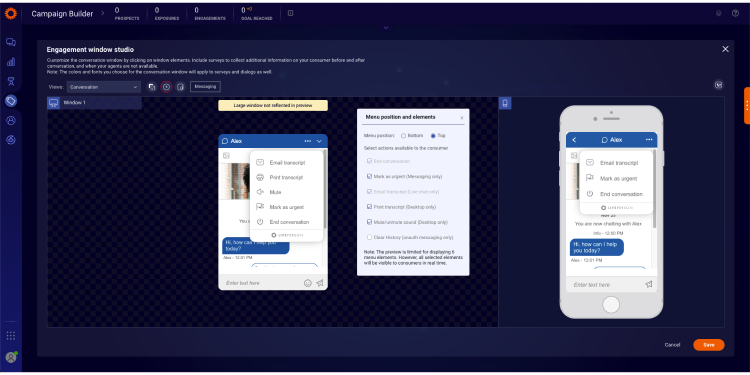 Campaign Builder > 0 PROSPECTS 0 EXPOSURES 0 ENGAGEMENTS 0 GOAL REACHED
Engagement window studio
Customize the conversation window by clicking on window elements. Include surveys to collect additional information on your consumer before and after
conversation, and when your agents are not available.
Note: The colors and fonts you choose for the conversation window will apply to surveys and dialogs as well.
Views: Conversation Messaging
Window 1
Large window not reflected in preview
Alex
Email transcript
Print transcript
Mute
Mark as urgent
End conversation
You
Hi, how can I help you
today?
Alex - 12:01 PM
Enter text here
Menu position and elements
Menu position: Bottom Top
Select actions available to the consumer
End conversation
Mark as urgent (Messaging only)
Email transcript (Live chat only)
Print transcript (Desktop only)
Mute/unmute sound (Desktop only)
Clear History (unauth messaging only)
Note: The preview is limited for displaying 6
menu elements. However, all selected elements
will be visible to consumers in real time.
Alex
Email transcript
Mark as urgent
End conversation
You are now chatting with Alex
Info - 12:00 PM
Hi, how can I help
you today?
Alex - 12:01 PM
Enter text here
Cancel Save